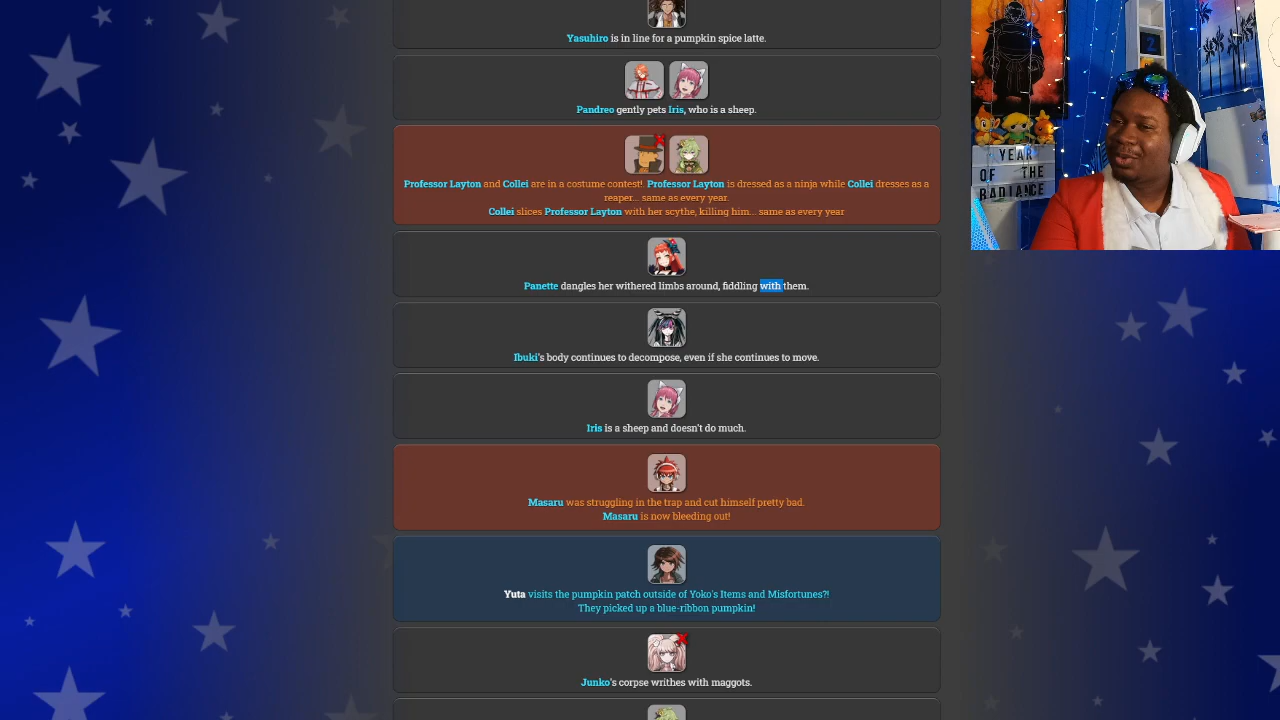 Yasuhiro is in line for a pumpkin spice latte.
Pandreo gently pets Iris, who is a sheep.
Professor Layton and Collei are in a costume contest! Professor Layton is dressed as a ninja while Collei dresses as a
reaper... same as every year.
Collei slices Professor Layton with her scythe, killing him... same as every year
Panette dangles her withered limbs around, fiddling with them.
Ibuki's body continues to decompose, even if she continues to move.
Iris is a sheep and doesn't do much.
Masaru was struggling in the trap and cut himself pretty bad.
Masaru is now bleeding out!
Yuta visits the pumpkin patch outside of Yoko's Items and Misfortunes?!
They picked up a blue-ribbon pumpkin!
Junko's corpse writhes with maggots.
2
YEAR
OF THE
RADIANCE